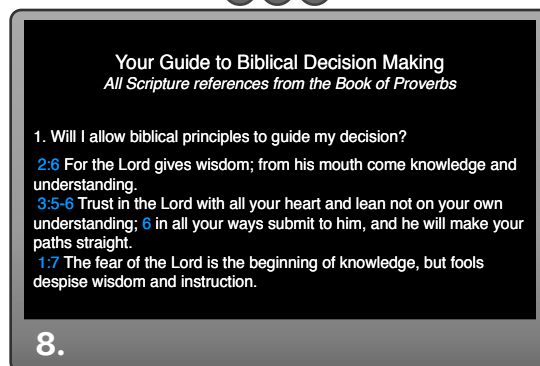 Your Guide to Biblical Decision Making
All Scripture references from the Book of Proverbs
1. Will I allow biblical principles to guide my decision?
2:6 For the Lord gives wisdom; from his mouth come knowledge and
understanding.
3:5-6 Trust in the Lord with all your heart and lean not on your own
understanding; 6 in all your ways submit to him, and he will make your
paths straight.
1:7 The fear of the Lord is the beginning of knowledge, but fools
despise wisdom and instruction.
8.